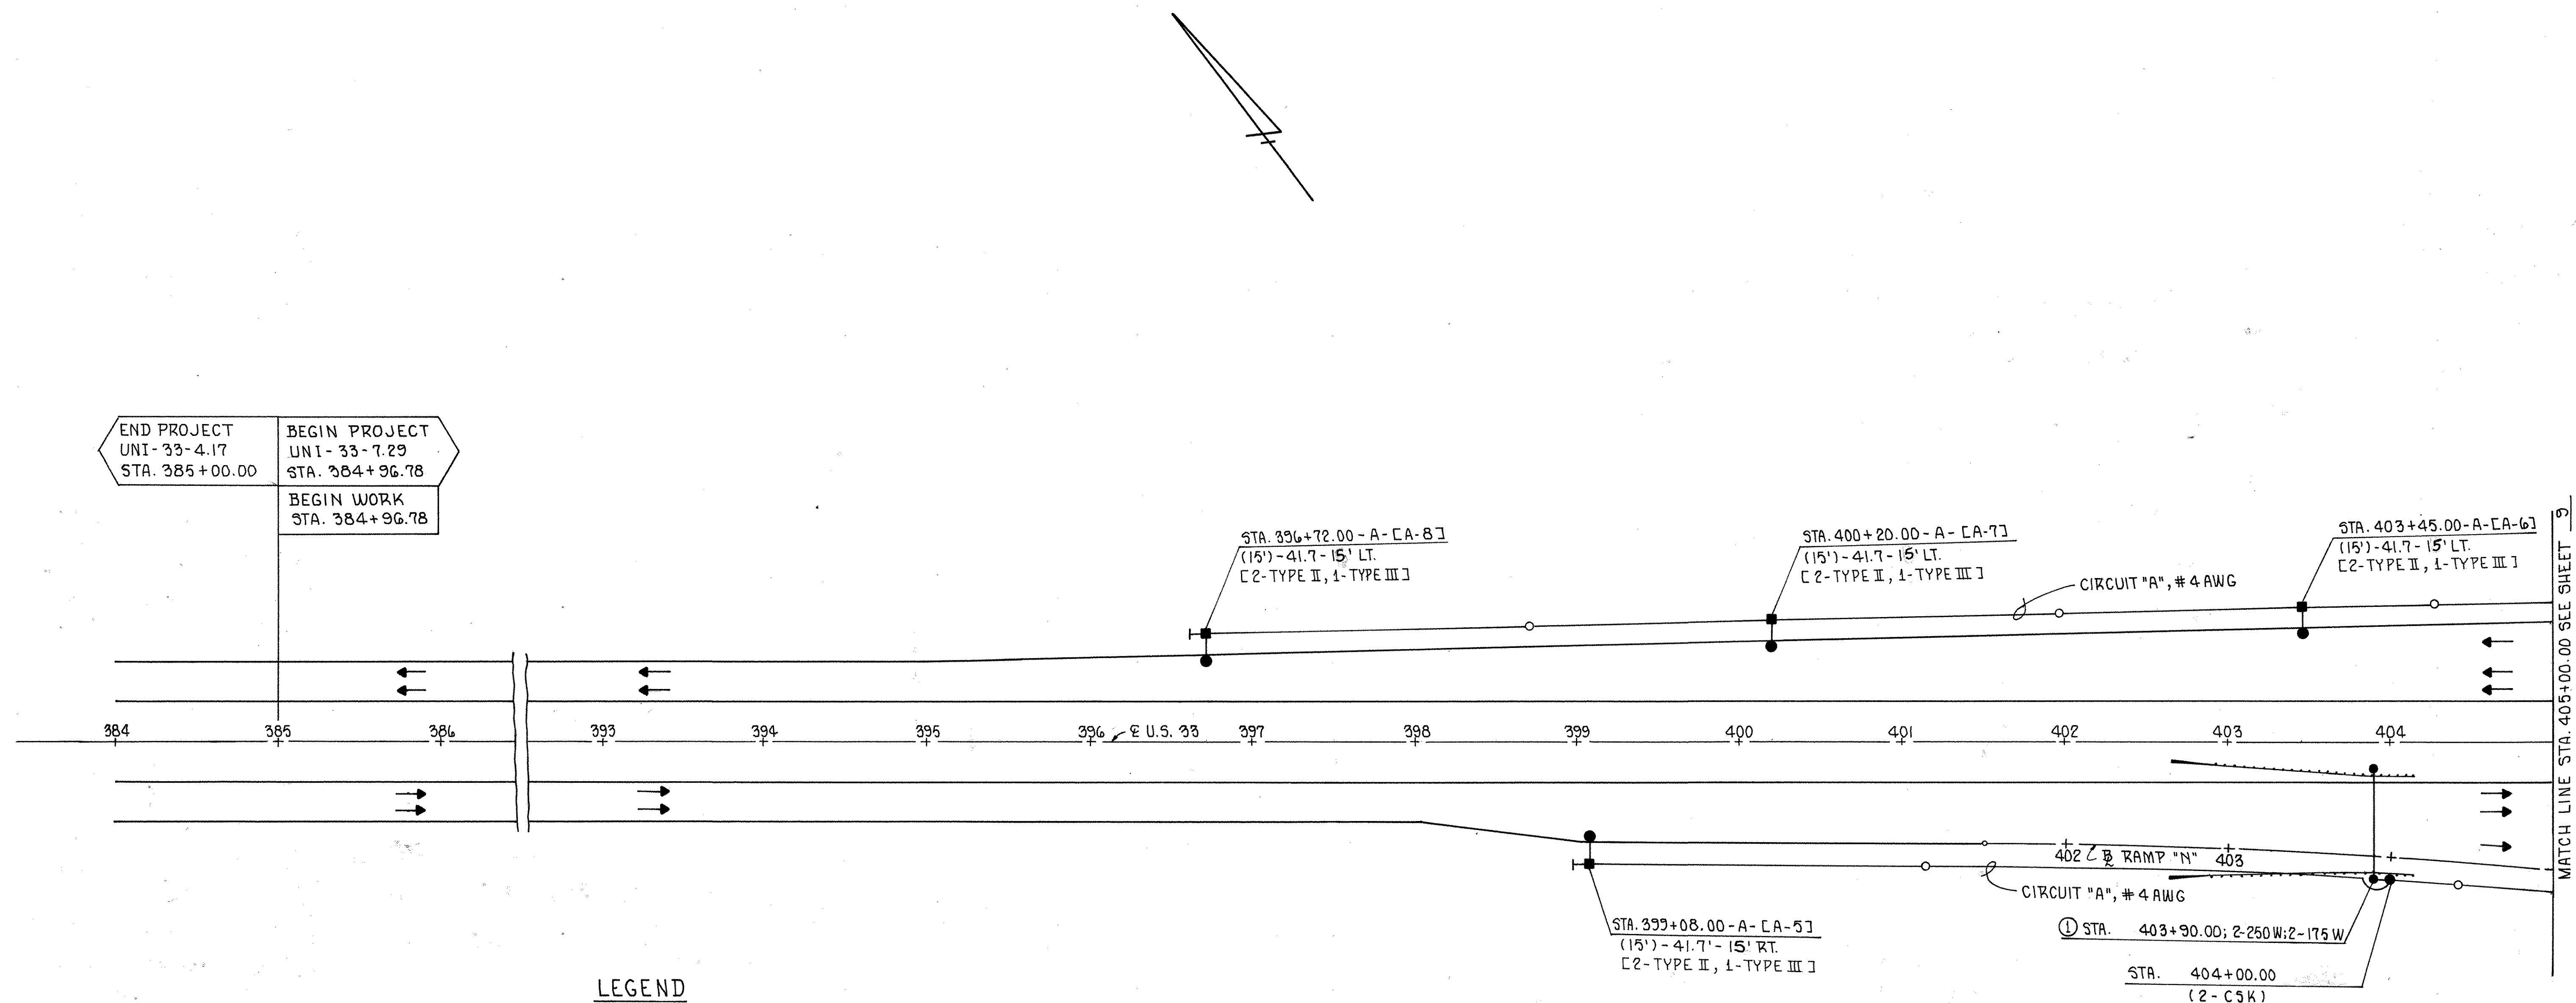 END PROJECT
UNI-33-4.17
STA. 385+00.00
BEGIN PROJECT
UNI-33-7.29
STA. 384+96.78
BEGIN WORK
STA. 384+96.78
STA. 396+72.00-A-[A-8]
(15')-41.7-15' LT.
[2-TYPE II, 1-TYPE III]
STA. 400+20.00-A-[A-7]
(15')-41.7-15' LT.
[2-TYPE II, 1-TYPE III]
STA. 403+45.00-A-[A-6]
(15')-41.7-15' LT.
[2-TYPE II, 1-TYPE III]
CIRCUIT "A", #4 AWG
MATCH LINE STA. 405+00.00 SEE SHEET 9
384 385 386 393 394 395 396 ℄ U.S. 33 397 398 399 400 401 402 403 404
402 ℄ RAMP "N" 403
CIRCUIT "A", #4 AWG
STA. 399+08.00-A-[A-5]
(15')-41.7'-15' RT.
[2-TYPE II, 1-TYPE III]
① STA. 403+90.00; 2-250W; 2-175W
STA. 404+00.00
(2-CSK)
LEGEND